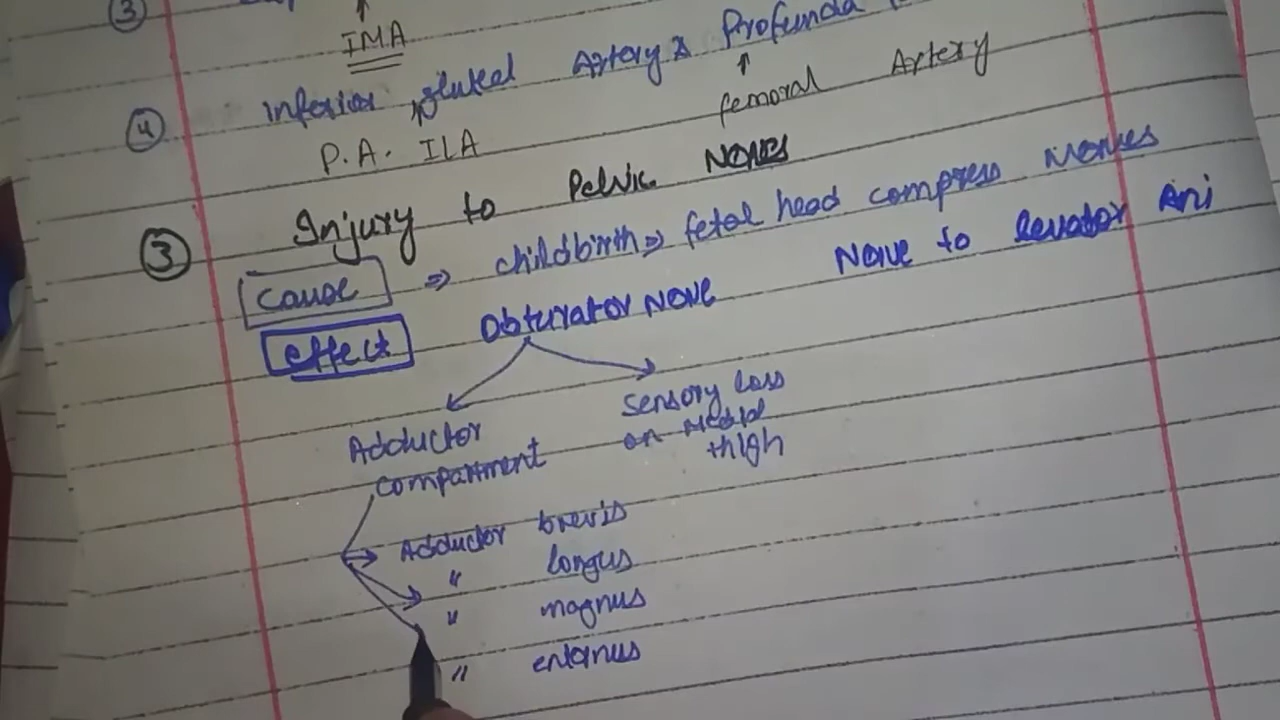 3
IMA
4 inferior gluteal Artery & Profunda
P.A. ILA femoral Artery
3 Injury to Pelvic Nerves
Cause ⇒ childbirth ⇒ fetal head compress Nerves
effect Obturator Nerve Nerve to levator Ani
Adductor compartment
Sensory Loss on Medial thigh
Adductor brevis
" longus
" magnus
" externus